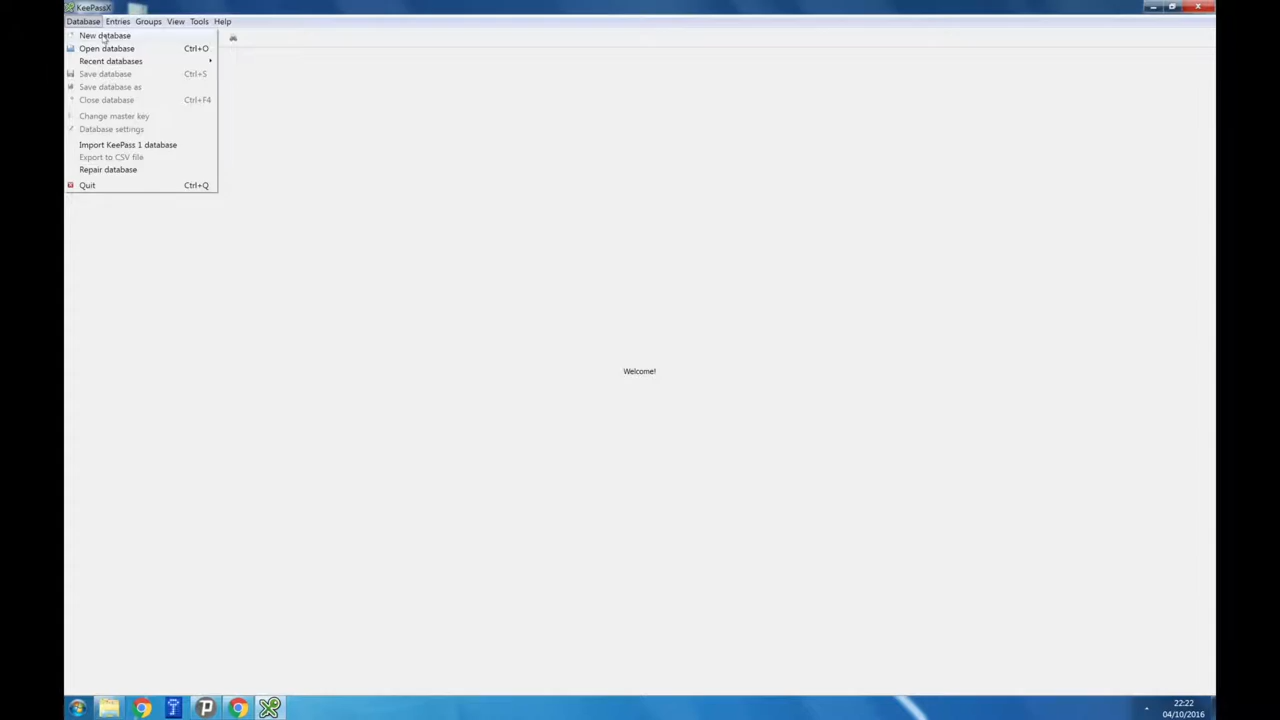 KeePassX
Database Entries Groups View Tools Help
New database
Open database Ctrl+O
Recent databases
Save database Ctrl+S
Save database as
Close database Ctrl+F4
Change master key
Database settings
Import KeePass 1 database
Export to CSV file
Repair database
Quit Ctrl+Q
Welcome!
22:22
04/10/2016